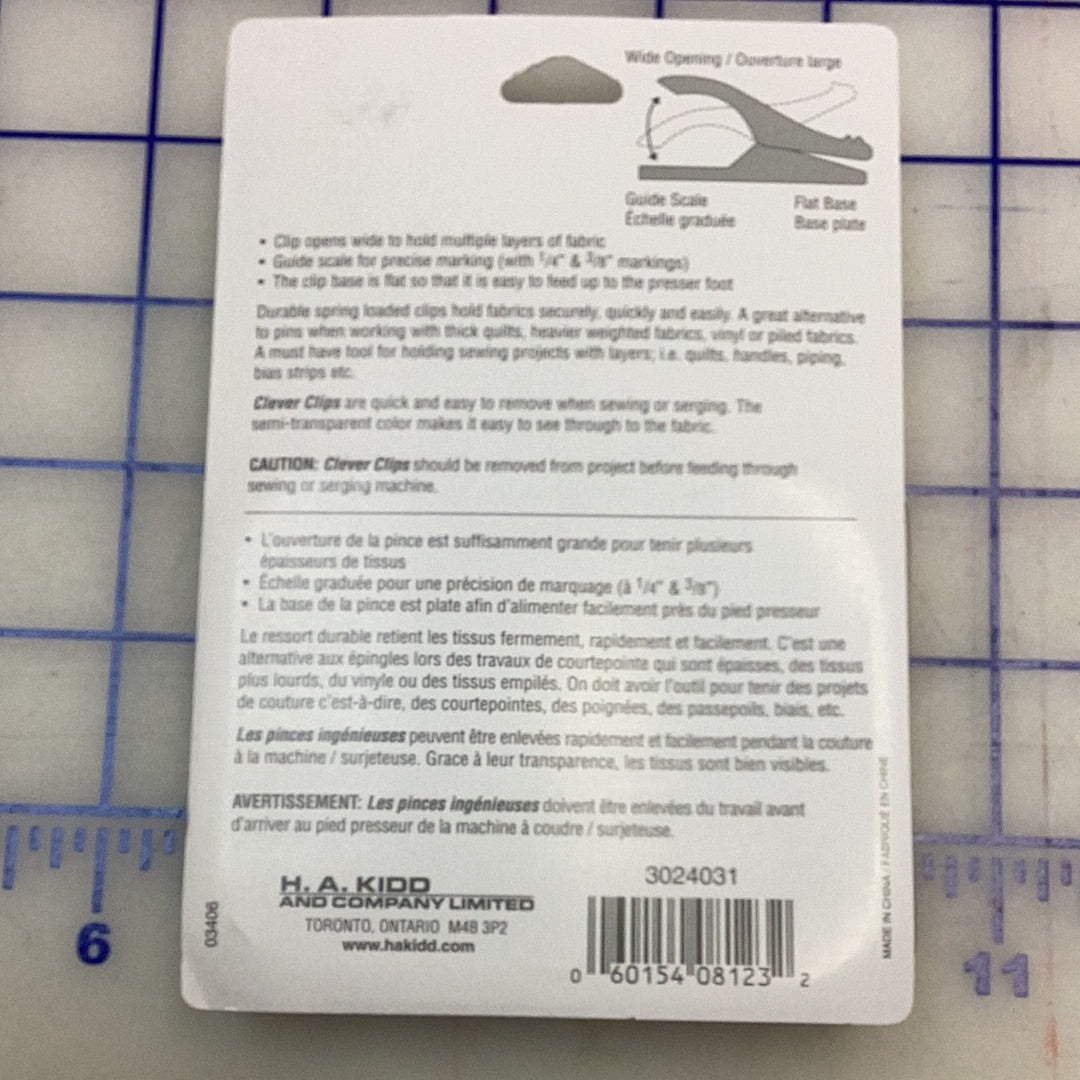 Wide Opening / Ouverture large
Guide Scale
Échelle graduée
Flat Base
Base plate
• Clip opens wide to hold multiple layers of fabric
• Guide scale for precise marking (with 1/4" & 3/8" markings)
• The clip base is flat so that it is easy to feed up to the presser foot
Durable spring loaded clips hold fabrics securely, quickly and easily. A great alternative
to pins when working with thick quilts, heavier weighted fabrics, vinyl or piled fabrics.
A must have tool for holding sewing projects with layers; i.e. quilts, handles, piping,
bias strips etc.
Clever Clips are quick and easy to remove when sewing or serging. The
semi-transparent color makes it easy to see through to the fabric.
CAUTION: Clever Clips should be removed from project before feeding through
sewing or serging machine.
• L'ouverture de la pince est suffisamment grande pour tenir plusieurs
épaisseurs de tissus
• Échelle graduée pour une précision de marquage (à 1/4" & 3/8")
• La base de la pince est plate afin d'alimenter facilement près du pied presseur
Le ressort durable retient les tissus fermement, rapidement et facilement. C'est une
alternative aux épingles lors des travaux de courtepointe qui sont épaisses, des tissus
plus lourds, du vinyle ou des tissus empilés. On doit avoir l'outil pour tenir des projets
de couture c'est-à-dire, des courtepointes, des poignées, des passepoils, biais, etc.
Les pinces ingénieuses peuvent être enlevées rapidement et facilement pendant la couture
à la machine / surjeteuse. Grace à leur transparence, les tissus sont bien visibles.
AVERTISSEMENT: Les pinces ingénieuses doivent être enlevées du travail avant
d'arriver au pied presseur de la machine à coudre / surjeteuse.
H. A. KIDD
AND COMPANY LIMITED
TORONTO, ONTARIO M4B 3P2
www.hakidd.com
03406
3024031
0 60154 08123 2
MADE IN CHINA / FABRIQUÉ EN CHINE
6
11